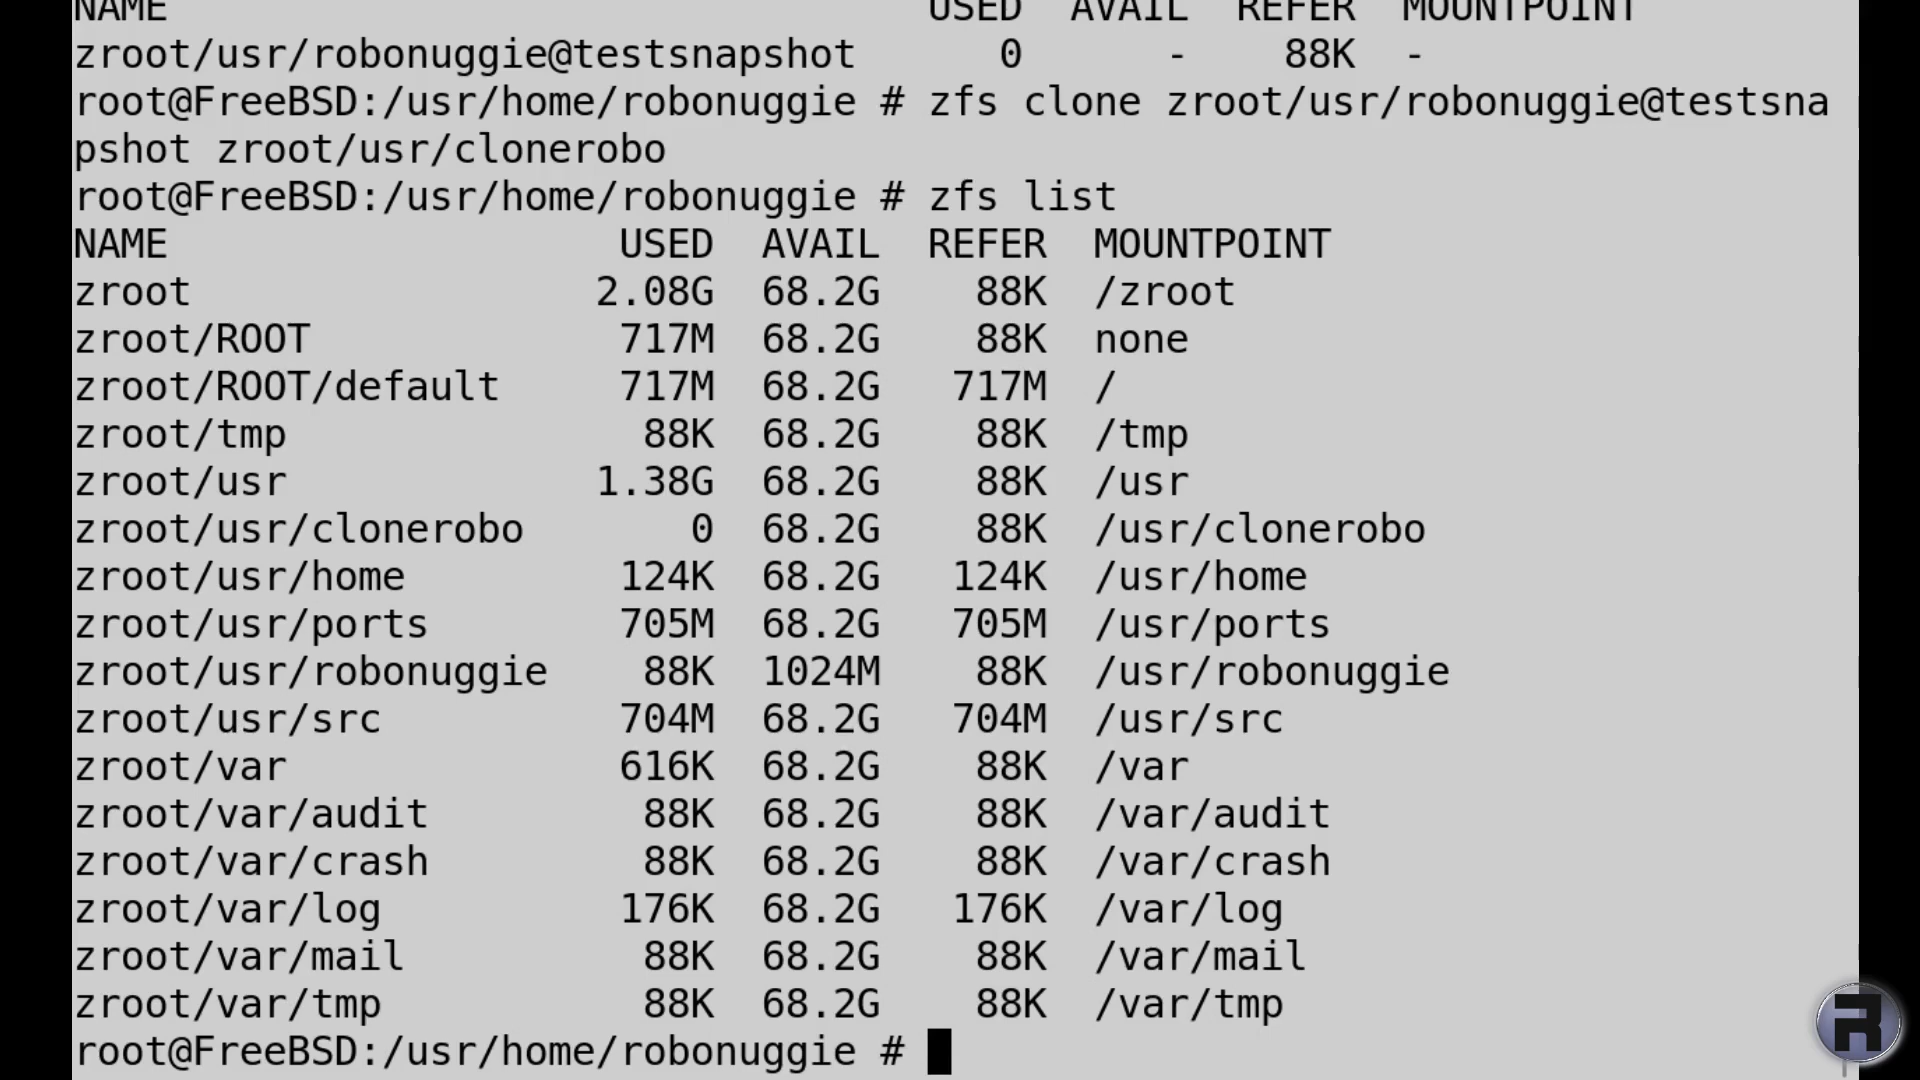 NAME USED AVAIL REFER MOUNTPOINT
zroot/usr/robonuggie@testsnapshot 0 - 88K -
root@FreeBSD:/usr/home/robonuggie # zfs clone zroot/usr/robonuggie@testsna
pshot zroot/usr/clonerobo
root@FreeBSD:/usr/home/robonuggie # zfs list
NAME USED AVAIL REFER MOUNTPOINT
zroot 2.08G 68.2G 88K /zroot
zroot/ROOT 717M 68.2G 88K none
zroot/ROOT/default 717M 68.2G 717M /
zroot/tmp 88K 68.2G 88K /tmp
zroot/usr 1.38G 68.2G 88K /usr
zroot/usr/clonerobo 0 68.2G 88K /usr/clonerobo
zroot/usr/home 124K 68.2G 124K /usr/home
zroot/usr/ports 705M 68.2G 705M /usr/ports
zroot/usr/robonuggie 88K 1024M 88K /usr/robonuggie
zroot/usr/src 704M 68.2G 704M /usr/src
zroot/var 616K 68.2G 88K /var
zroot/var/audit 88K 68.2G 88K /var/audit
zroot/var/crash 88K 68.2G 88K /var/crash
zroot/var/log 176K 68.2G 176K /var/log
zroot/var/mail 88K 68.2G 88K /var/mail
zroot/var/tmp 88K 68.2G 88K /var/tmp
root@FreeBSD:/usr/home/robonuggie #
R